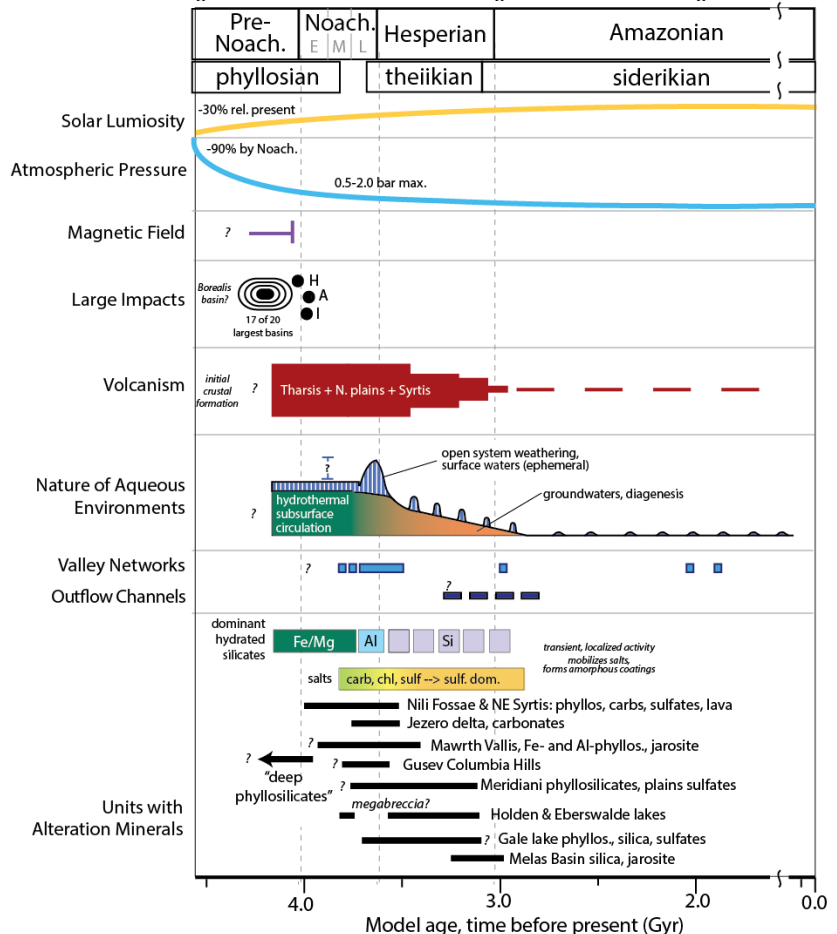 Pre-
Noach.
Noach.
E M L
Hesperian
Amazonian
phyllosian
theiikian
siderikian
Solar Lumiosity
-30% rel. present
Atmospheric Pressure
-90% by Noach.
0.5-2.0 bar max.
Magnetic Field
?
Large Impacts
Borealis
basin?
17 of 20
largest basins
H
A
I
Volcanism
initial
crustal
formation
?
Tharsis + N. plains + Syrtis
Nature of Aqueous
Environments
?
hydrothermal
subsurface
circulation
?
open system weathering,
surface waters (ephemeral)
groundwaters, diagenesis
Valley Networks
?
Outflow Channels
?
dominant
hydrated
silicates
Fe/Mg
Al
Si
transient, localized activity
mobilizes salts,
forms amorphous coatings
salts
carb, chl, sulf --> sulf. dom.
Units with
Alteration Minerals
Nili Fossae & NE Syrtis: phyllos, carbs, sulfates, lava
Jezero delta, carbonates
? Mawrth Vallis, Fe- and Al-phyllos., jarosite
?
"deep
phyllosilicates"
? Gusev Columbia Hills
? Meridiani phyllosilicates, plains sulfates
megabreccia?
Holden & Eberswalde lakes
? Gale lake phyllos., silica, sulfates
Melas Basin silica, jarosite
4.0 3.0 2.0 0.0
Model age, time before present (Gyr)